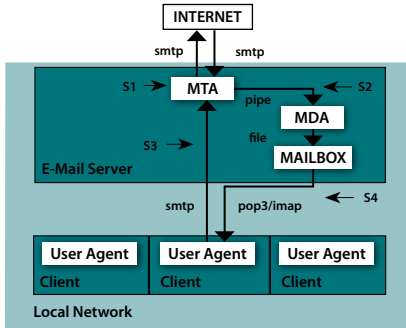 INTERNET
smtp
smtp
S1
MTA
S2
pipe
MDA
S3
file
MAILBOX
E-Mail Server
S4
smtp
pop3/imap
User Agent
User Agent
User Agent
Client
Client
Client
Local Network